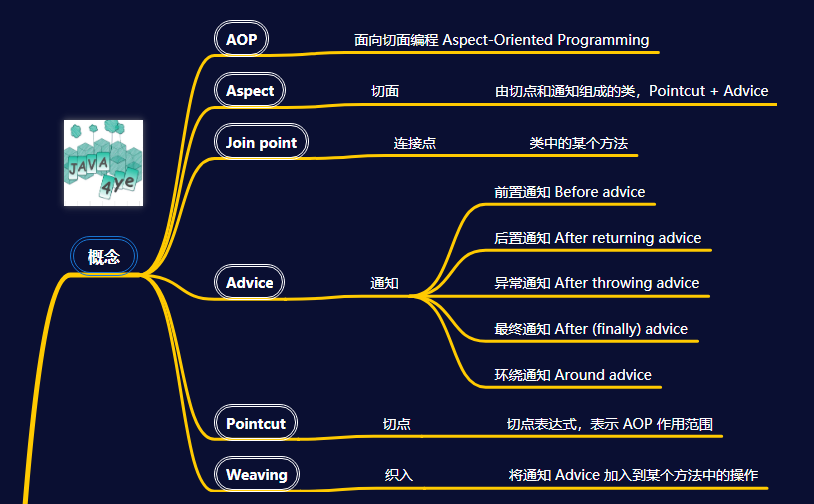 AOP 面向切面编程 Aspect-Oriented Programming
Aspect 切面 由切点和通知组成的类，Pointcut + Advice
Join point 连接点 类中的某个方法
JAVA
4ye
概念
Advice 通知
前置通知 Before advice
后置通知 After returning advice
异常通知 After throwing advice
最终通知 After (finally) advice
环绕通知 Around advice
Pointcut 切点 切点表达式，表示 AOP 作用范围
Weaving 织入 将通知 Advice 加入到某个方法中的操作